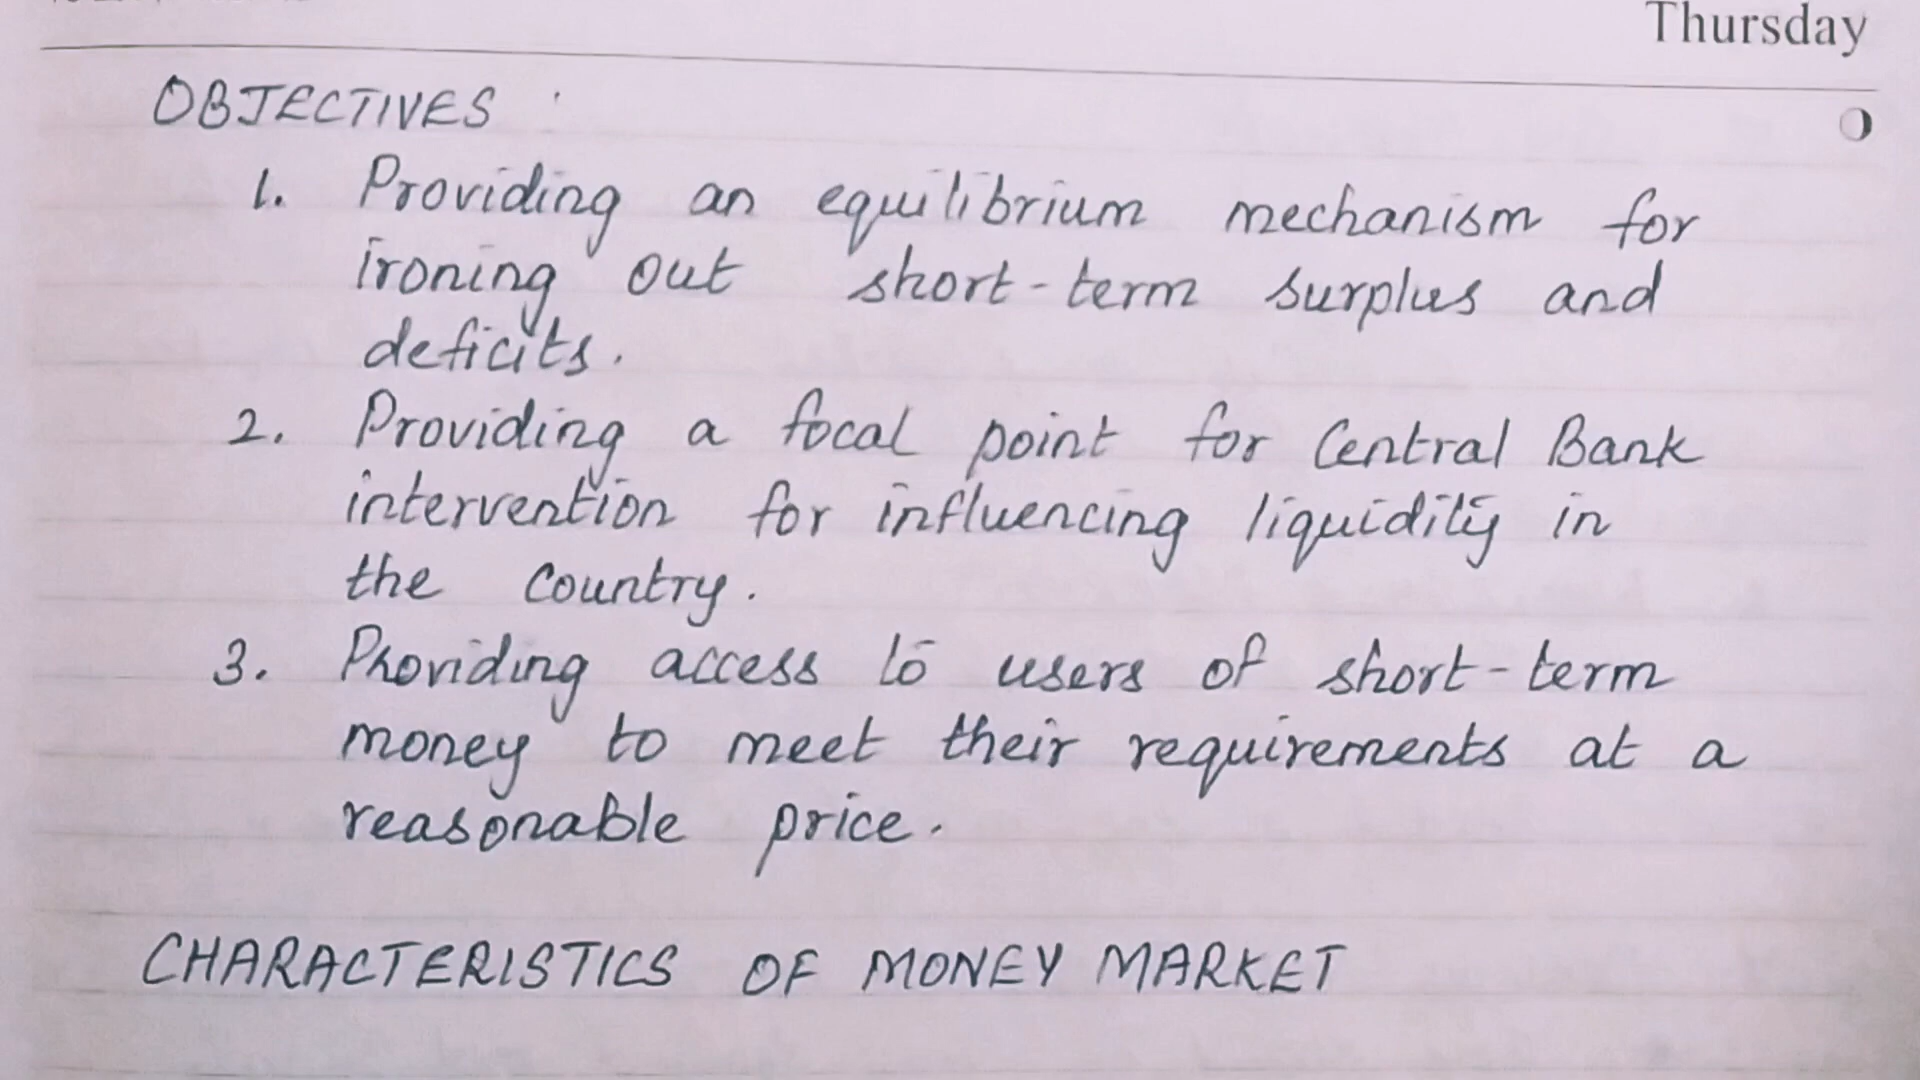 Thursday
OBJECTIVES :
1. Providing an equilibrium mechanism for
ironing out short-term surplus and
deficits.
2. Providing a focal point for Central Bank
intervention for influencing liquidity in
the country.
3. Providing access to users of short-term
money to meet their requirements at a
reasonable price.
CHARACTERISTICS OF MONEY MARKET